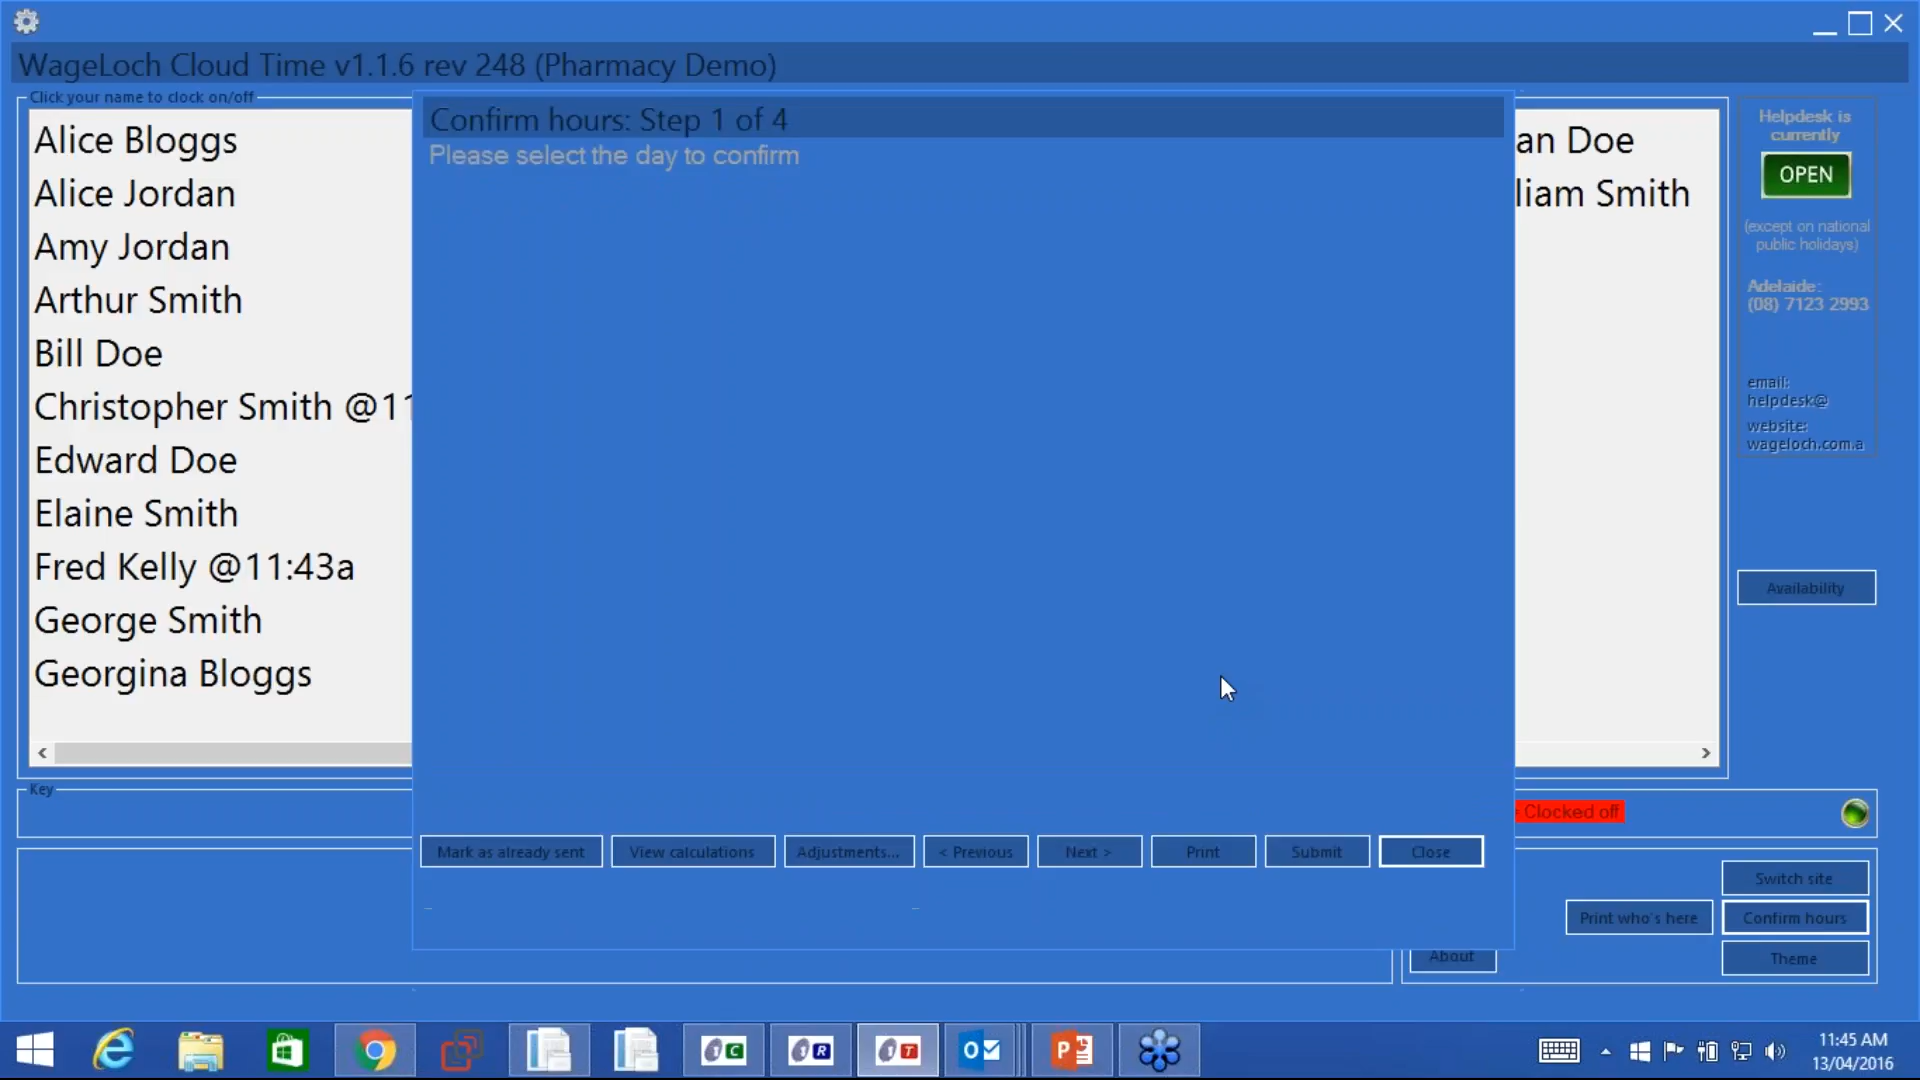 WageLoch Cloud Time v1.1.6 rev 248 (Pharmacy Demo)
Click your name to clock on/off
Alice Bloggs
Alice Jordan
Amy Jordan
Arthur Smith
Bill Doe
Christopher Smith @11
Edward Doe
Elaine Smith
Fred Kelly @11:43a
George Smith
Georgina Bloggs
Confirm hours: Step 1 of 4
Please select the day to confirm
an Doe
liam Smith
Helpdesk is
currently
OPEN
(except on national
public holidays)
Adelaide:
(08) 7123 2993
email:
helpdesk@
website:
wageloch.com.a
Availability
Key
Clocked off
Mark as already sent
View calculations
Adjustments...
< Previous
Next >
Print
Submit
Close
Switch site
Print who's here
Confirm hours
About
Theme
11:45 AM
13/04/2016